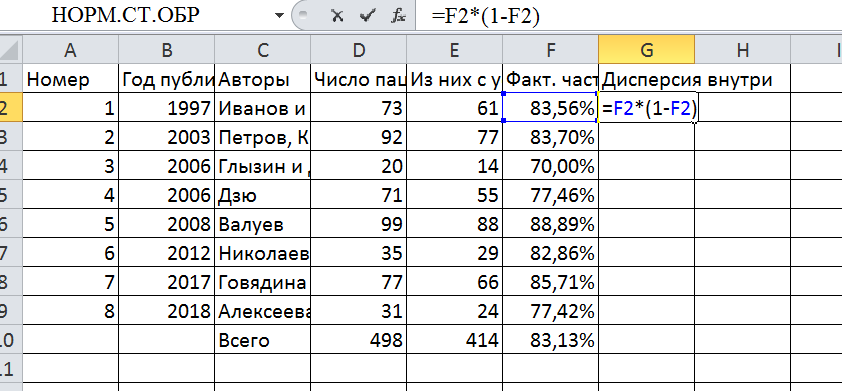 НОРМ.СТ.ОБР =F2*(1-F2)
A B C D E F G H I
1 Номер Год публи Авторы Число пац Из них с у Факт. част Дисперсия внутри
2 1 1997 Иванов и 73 61 83,56% =F2*(1-F2)
3 2 2003 Петров, К 92 77 83,70%
4 3 2006 Глызин и 20 14 70,00%
5 4 2006 Дзю 71 55 77,46%
6 5 2008 Валуев 99 88 88,89%
7 6 2012 Николаев 35 29 82,86%
8 7 2017 Говядина 77 66 85,71%
9 8 2018 Алексеева 31 24 77,42%
10 Всего 498 414 83,13%
11